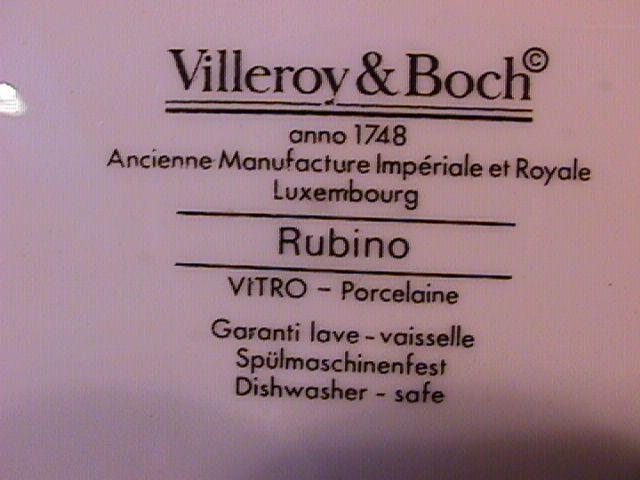 Villeroy & Boch©
anno 1748
Ancienne Manufacture Impériale et Royale
Luxembourg
Rubino
VITRO - Porcelaine
Garanti lave - vaisselle
Spülmaschinenfest
Dishwasher - safe